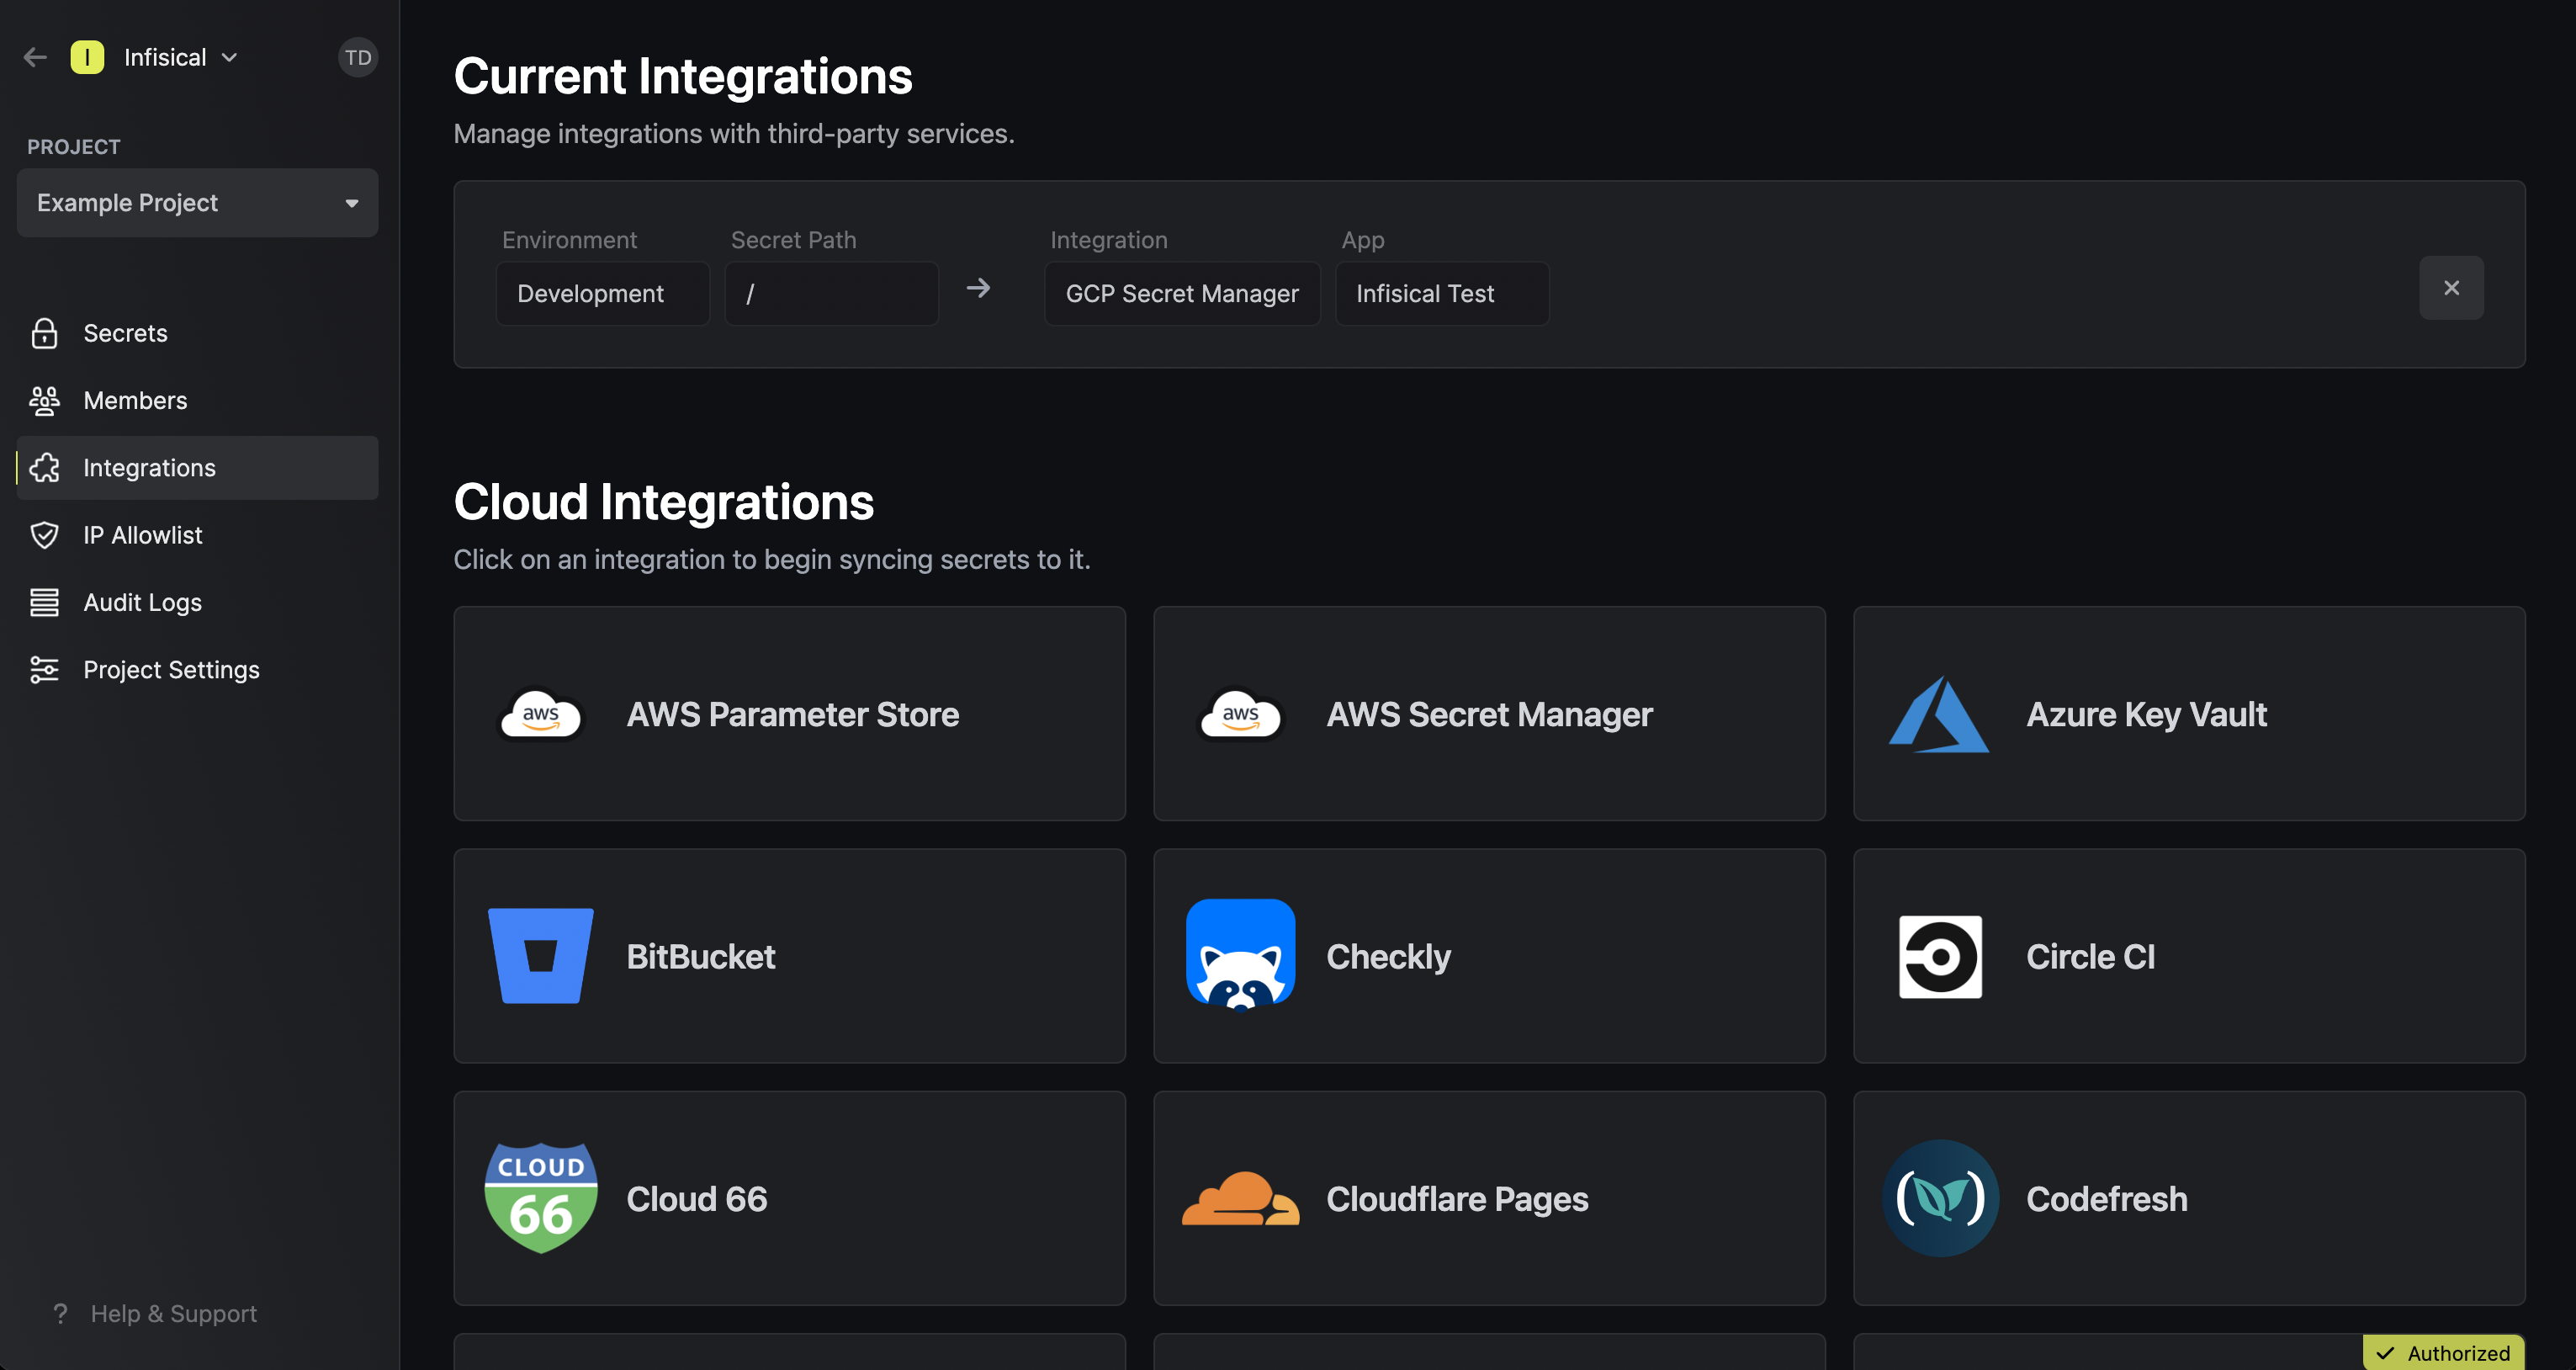 I Infisical TD
PROJECT
Example Project
Secrets
Members
Integrations
IP Allowlist
Audit Logs
Project Settings
? Help & Support
Current Integrations
Manage integrations with third-party services.
Environment Secret Path Integration App
Development / GCP Secret Manager Infisical Test
Cloud Integrations
Click on an integration to begin syncing secrets to it.
aws AWS Parameter Store
aws AWS Secret Manager
Azure Key Vault
BitBucket
Checkly
Circle CI
CLOUD
66
Cloud 66
Cloudflare Pages
Codefresh
Authorized